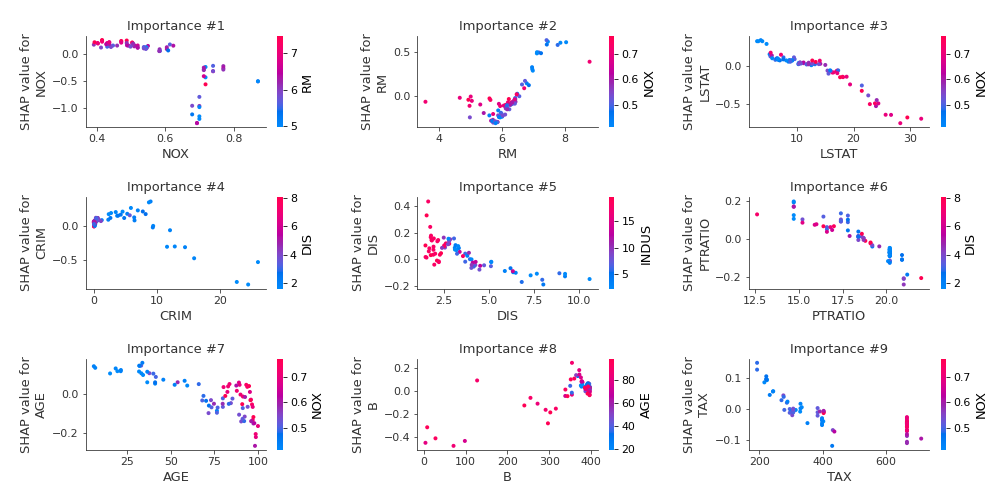 Importance #1
SHAP value for
NOX
0.0
−0.5
−1.0
0.4
0.6
0.8
NOX
7
6
5
RM
Importance #2
SHAP value for
RM
0.5
0.0
4
6
8
RM
0.7
0.6
0.5
NOX
Importance #3
SHAP value for
LSTAT
0.0
−0.5
10
20
30
LSTAT
0.7
0.6
0.5
NOX
Importance #4
SHAP value for
CRIM
0.0
−0.5
0
10
20
CRIM
8
6
4
2
DIS
Importance #5
SHAP value for
DIS
0.4
0.2
0.0
−0.2
2.5
5.0
7.5
10.0
DIS
15
10
5
INDUS
Importance #6
SHAP value for
PTRATIO
0.2
0.0
−0.2
12.5
15.0
17.5
20.0
PTRATIO
8
6
4
2
DIS
Importance #7
SHAP value for
AGE
0.0
−0.2
25
50
75
100
AGE
0.7
0.6
0.5
NOX
Importance #8
SHAP value for
B
0.2
0.0
−0.2
−0.4
0
100
200
300
400
B
80
60
40
20
AGE
Importance #9
SHAP value for
TAX
0.1
0.0
−0.1
200
400
600
TAX
0.7
0.6
0.5
NOX